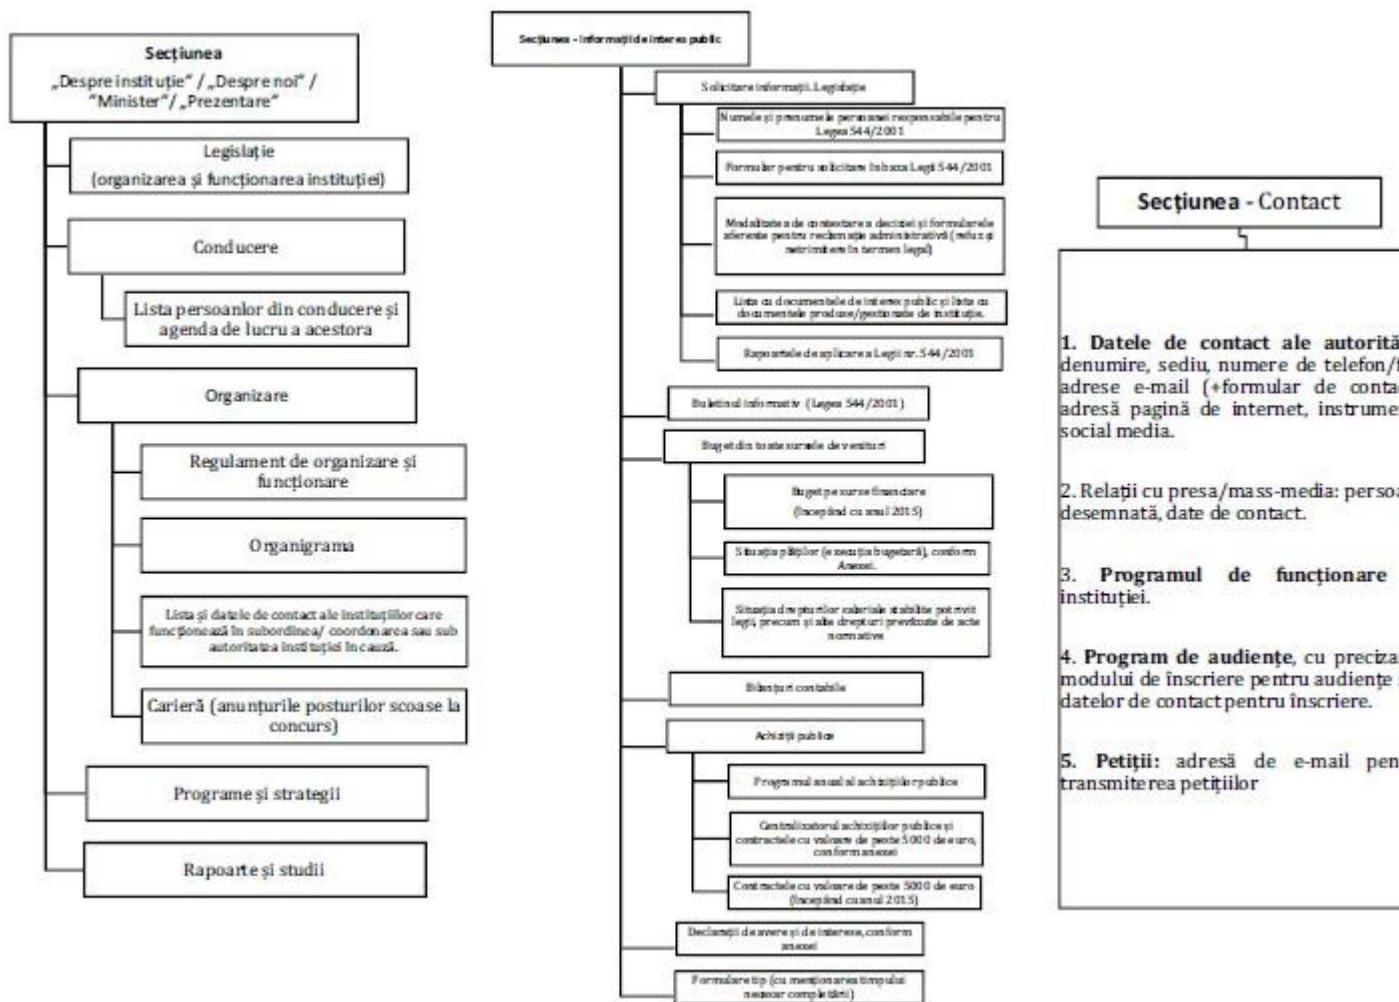 Secțiunea
„Despre instituție” / „Despre noi” /
“Minister”/ „Prezentare”
Legislație
(organizarea și funcționarea instituției)
Conducere
Lista persoanlor din conducere și
agenda de lucru a acestora
Organizare
Regulament de organizare și
funcționare
Organigrama
Lista și datele de contact ale instituțiilor care
funcționează în subordinea/ coordonarea sau sub
autoritatea instituției în cauză.
Carieră (anunțurile posturilor scoase la
concurs)
Programe și strategii
Rapoarte și studii
Secțiunea - Informații de interes public
Solicitare informații. Legislație
Numele și prenumele persoanei responsabile pentru
Legea 544/2001
Formular pentru solicitare în baza Legii 544/2001
Modalitatea de contestare a deciziei și formularele
aferente pentru reclamație administrativă (refuz și
netrimitere în termen legal)
Lista cu documentele de interes public și lista cu
documentele produse/gestionate de instituție.
Rapoartele de aplicare a Legii nr. 544/2001
Buletinul informativ (Legea 544/2001)
Buget din toate sursele de venituri
Buget pe surse financiare
(începând cu anul 2015)
Situația plăților (execuția bugetară), conform
Anexei.
Situația drepturilor salariale stabilite potrivit
legii, precum și alte drepturi prevăzute de acte
normative
Bilanțuri contabile
Achiziții publice
Programul anual al achizițiilor publice
Centralizatorul achizițiilor publice și
contractele cu valoare de peste 5000 de euro,
conform anexei
Contractele cu valoare de peste 5000 de euro
(începând cu anul 2015)
Declarații de avere și de interese, conform
anexei
Formulare tip (cu menționarea timpului
necesar completării)
Secțiunea - Contact
1. Datele de contact ale autorită
denumire, sediu, numere de telefon/f
adrese e-mail (+formular de conta
adresă pagină de internet, instrume
social media.
2. Relații cu presa/mass-media: persoa
desemnată, date de contact.
3. Programul de funcționare
instituției.
4. Program de audiențe, cu preciza
modului de înscriere pentru audiențe
datelor de contact pentru înscriere.
5. Petiții: adresă de e-mail pen
transmiterea petițiilor